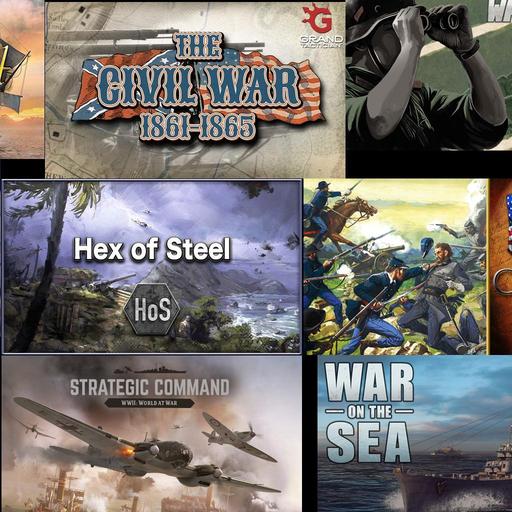 THE
CIVIL WAR
1861-1865
G
GRAND
TACTICIAN
WA
Hex of Steel
HoS
STRATEGIC COMMAND
WWII: WORLD AT WAR
WAR
ON THE
SEA